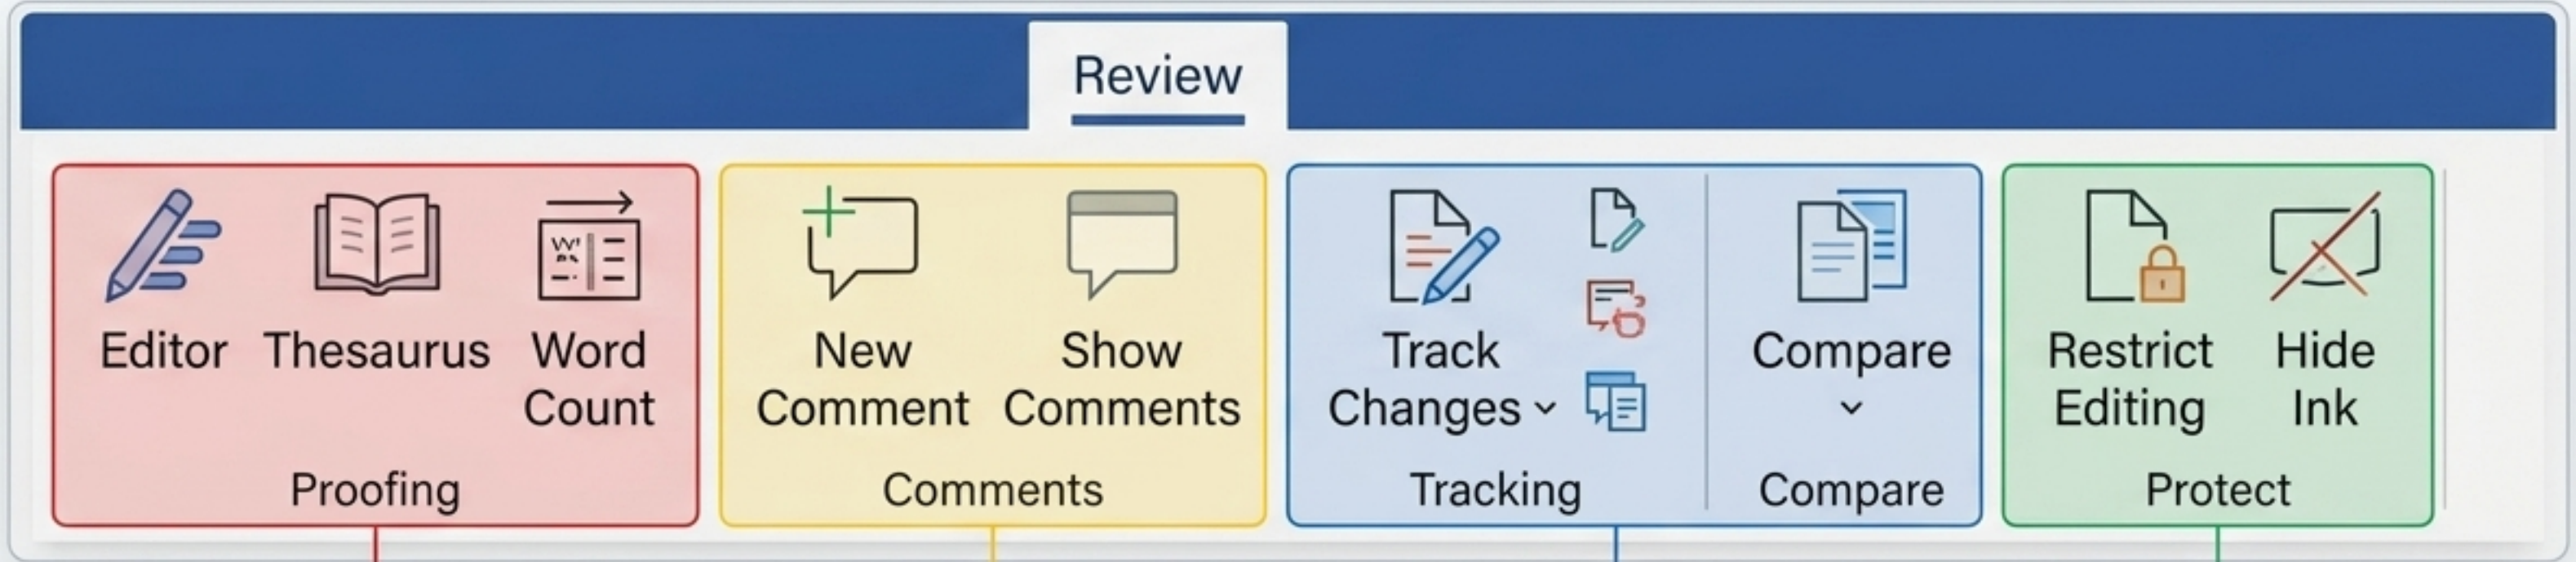 Review
Editor
Thesaurus
Word
Count
Proofing
New
Comment
Show
Comments
Comments
Track
Changes
Tracking
Compare
Compare
Restrict
Editing
Hide
Ink
Protect